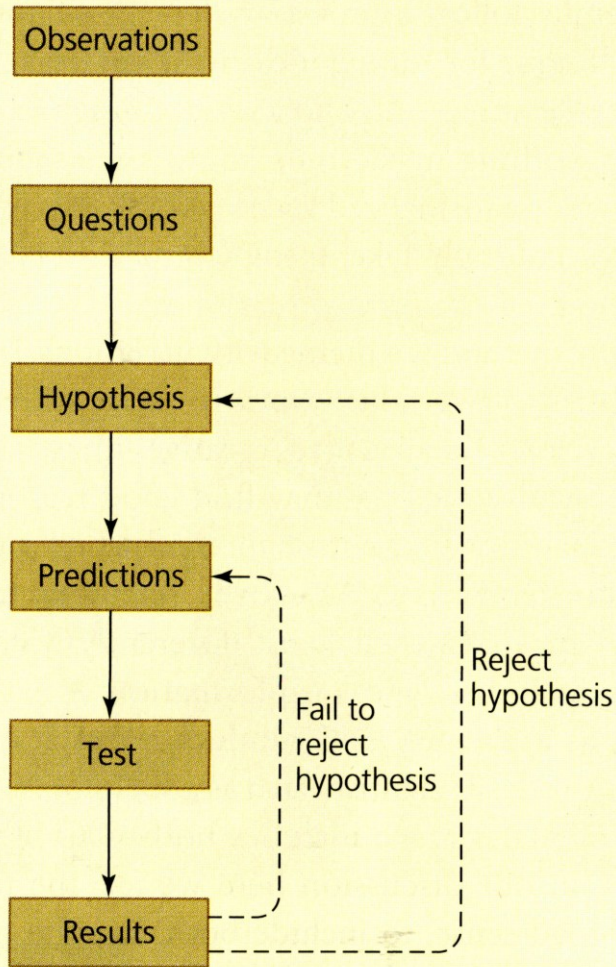 Observations
Questions
Hypothesis
Predictions
Test
Results
Fail to
reject
hypothesis
Reject
hypothesis